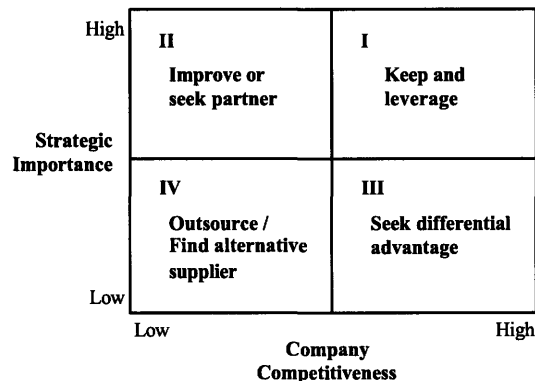 High
II
Improve or
seek partner
I
Keep and
leverage
Strategic
Importance
IV
Outsource /
Find alternative
supplier
III
Seek differential
advantage
Low
Low
High
Company
Competitiveness